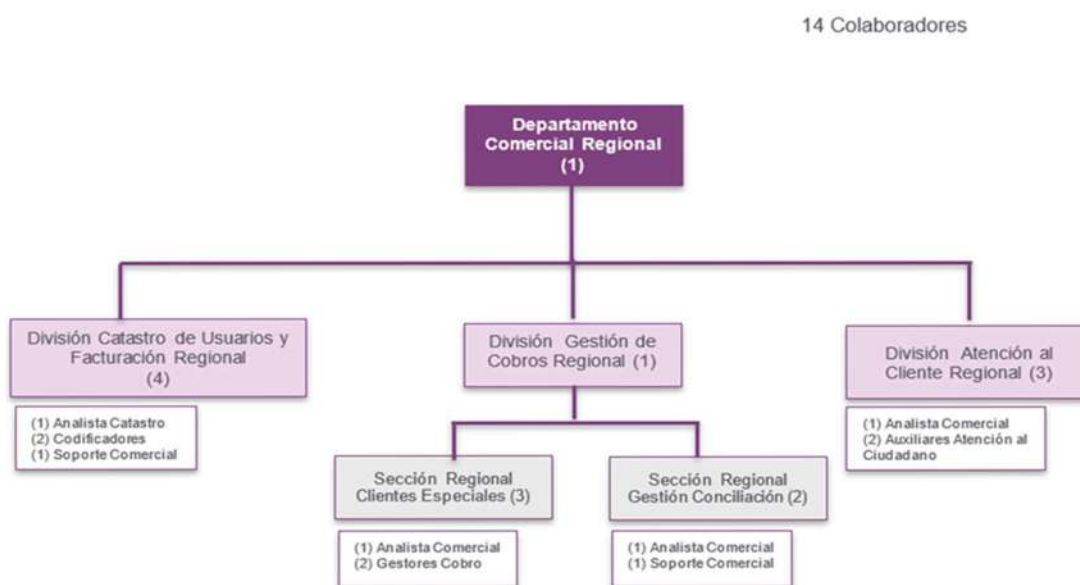 14 Colaboradores
Departamento
Comercial Regional
(1)
División Catastro de Usuarios y
Facturación Regional
(4)
(1) Analista Catastro
(2) Codificadores
(1) Soporte Comercial
División Gestión de
Cobros Regional (1)
División Atención al
Cliente Regional (3)
(1) Analista Comercial
(2) Auxiliares Atención al
Ciudadano
Sección Regional
Clientes Especiales (3)
(1) Analista Comercial
(2) Gestores Cobro
Sección Regional
Gestión Conciliación (2)
(1) Analista Comercial
(1) Soporte Comercial